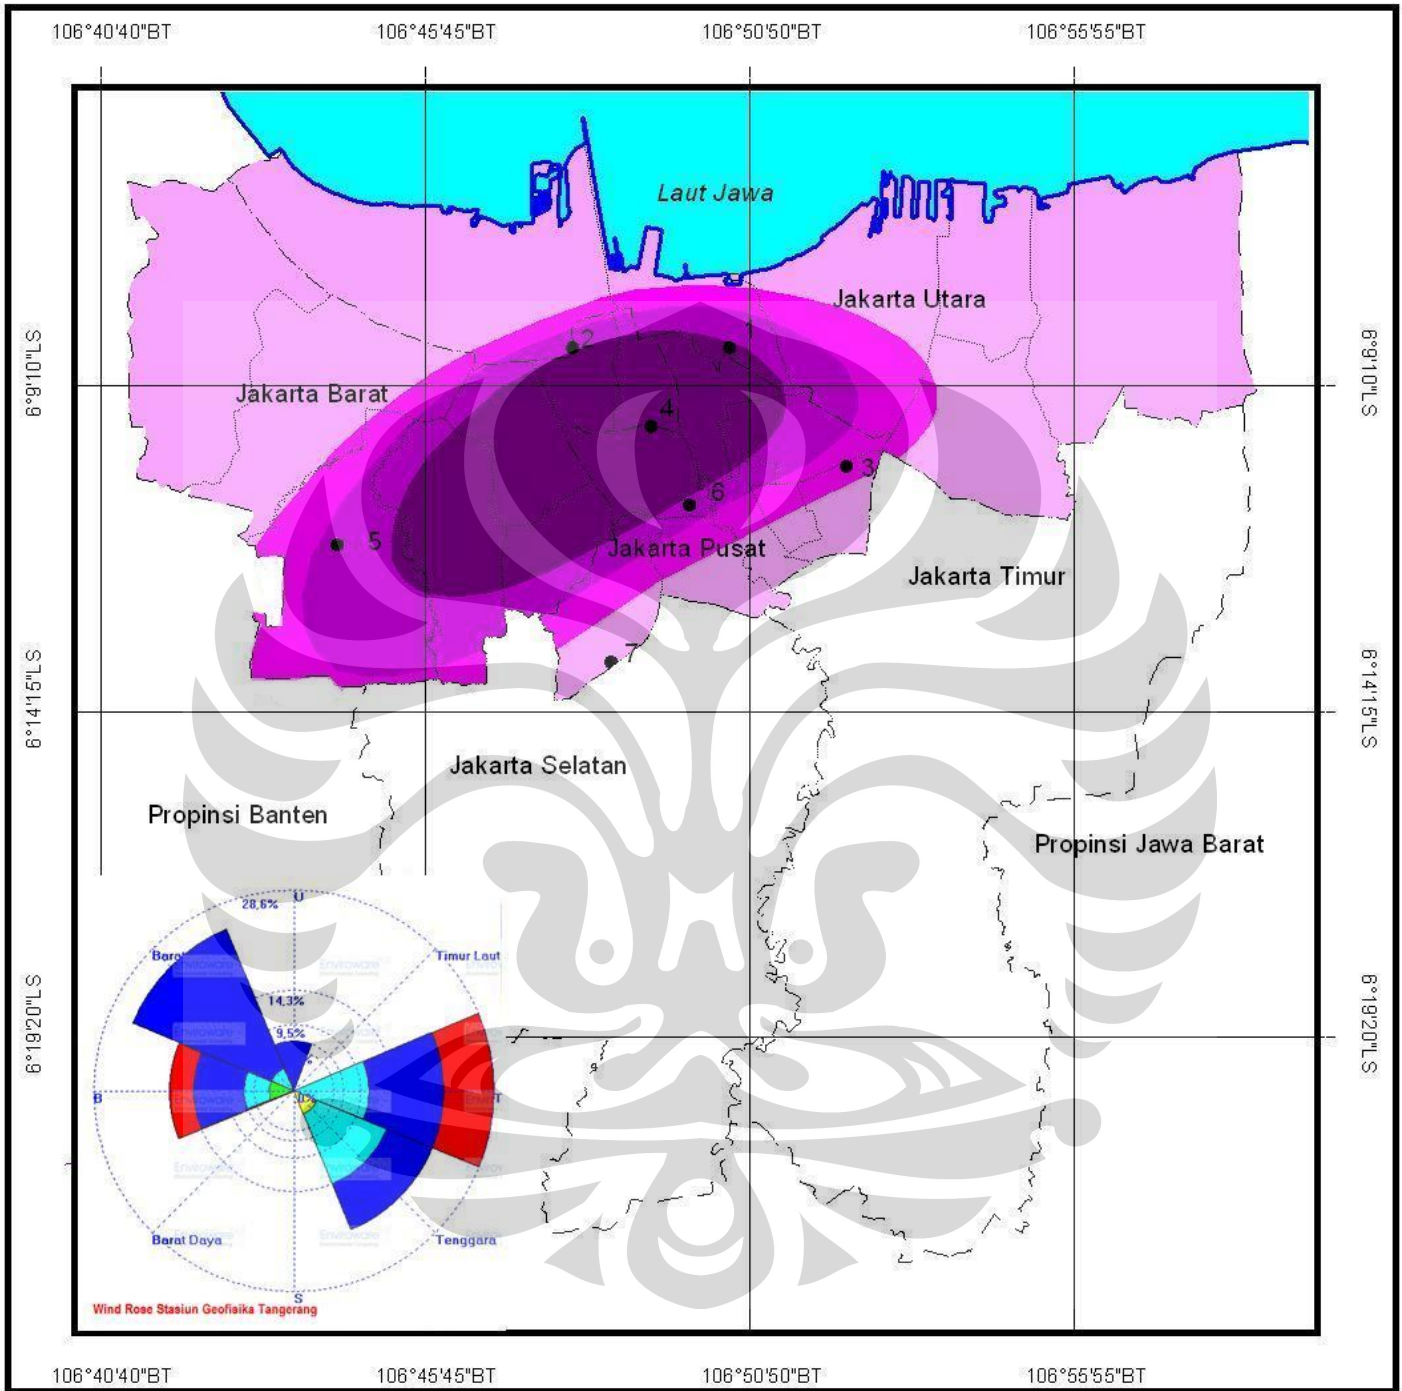 106°40'40"BT 106°45'45"BT 106°50'50"BT 106°55'55"BT
Laut Jawa
Jakarta Utara
2 1
6°9'10"LS 6°9'10"LS
Jakarta Barat
4
3
6
5
Jakarta Pusat
Jakarta Timur
7
6°14'15"LS 6°14'15"LS
Jakarta Selatan
Propinsi Banten
Propinsi Jawa Barat
U
28,6%
Barat Timur Laut
14,3%
9,5%
6°19'20"LS 6°19'20"LS
B 0% T
Barat Daya Tenggara
S
Wind Rose Stasiun Geofisika Tangerang
106°40'40"BT 106°45'45"BT 106°50'50"BT 106°55'55"BT